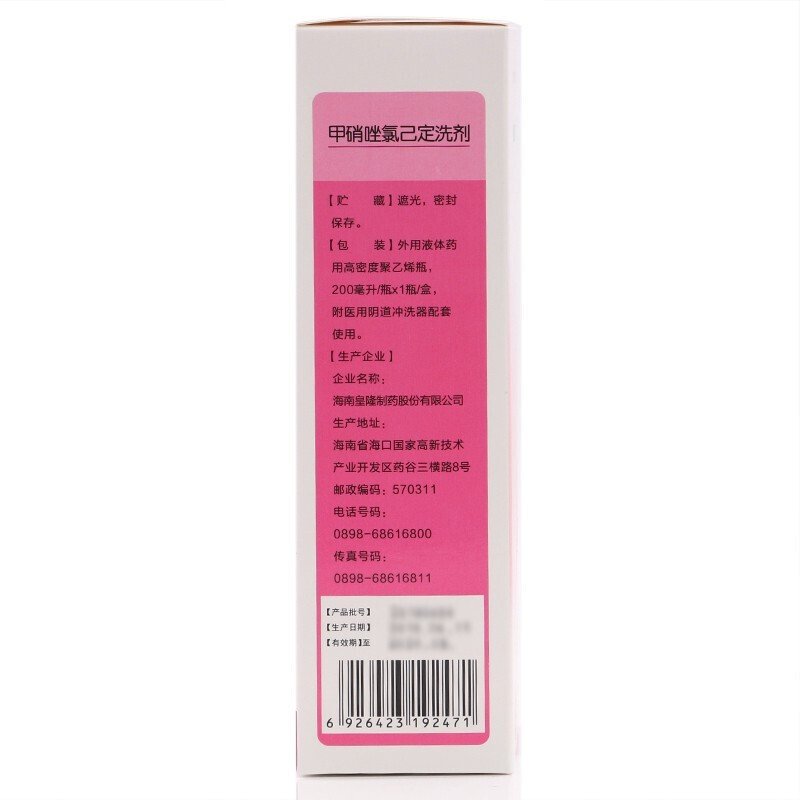 甲硝唑氯己定洗剂
【贮 藏】遮光,密封
保存。
【包 装】外用液体药
用高密度聚乙烯瓶,
200毫升/瓶x1瓶/盒,
附医用阴道冲洗器配套
使用。
【生产企业】
企业名称:
海南皇隆制药股份有限公司
生产地址:
海南省海口国家高新技术
产业开发区药谷三横路8号
邮政编码:570311
电话号码:
0898-68616800
传真号码:
0898-68616811
【产品批号】
【生产日期】
【有效期】至
6 926423 192471